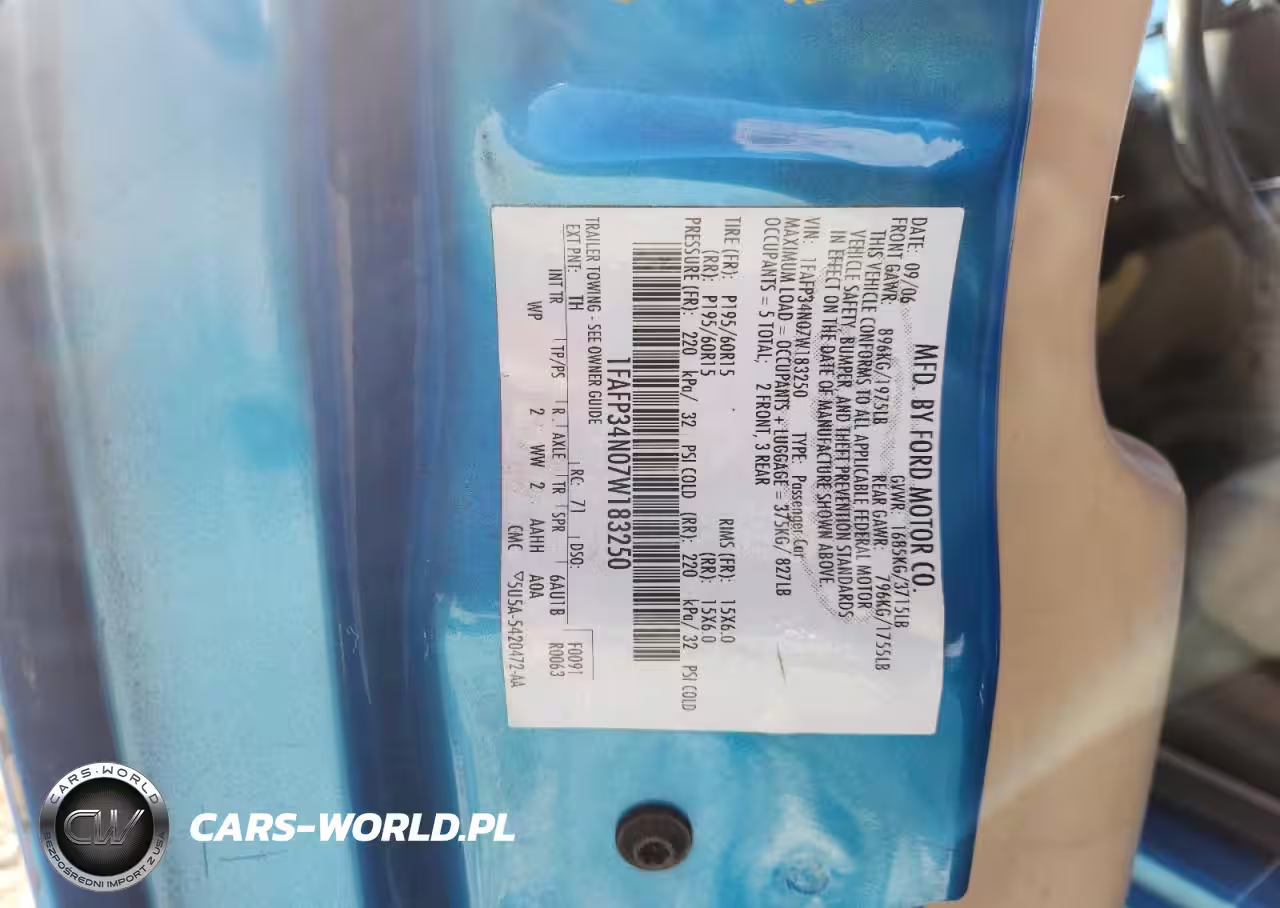 MFD. BY FORD MOTOR CO.
DATE: 09/06 GVWR: 1685KG/3715LB
FRONT GAWR: 896KG/1975LB REAR GAWR: 796KG/1755LB
THIS VEHICLE CONFORMS TO ALL APPLICABLE FEDERAL MOTOR
VEHICLE SAFETY, BUMPER, AND THEFT PREVENTION STANDARDS
IN EFFECT ON THE DATE OF MANUFACTURE SHOWN ABOVE.
VIN: 1FAFP34N07W183250 TYPE: Passenger Car
MAXIMUM LOAD = OCCUPANTS + LUGGAGE = 375KG/827LB
OCCUPANTS = 5 TOTAL; 2 FRONT, 3 REAR
TIRE (FR): P195/60R15 RIMS (FR): 15X6.0
(RR): P195/60R15 (RR): 15X6.0
PRESSURE (FR): 220 kPa/ 32 PSI COLD (RR): 220 kPa/ 32 PSI COLD
1FAFP34N07W183250
TRAILER TOWING - SEE OWNER GUIDE
EXT PNT: TH RC: 71 DSO: F0091
R0063
INT TR TP/PS R. AXLE TR SPR 6AU1B
WP 2 WW 2 AAHH A0A
CMC ▽5U5A-5420472-AA
CARS-WORLD
CW
BEZPOŚREDNI IMPORT Z USA
CARS-WORLD.PL